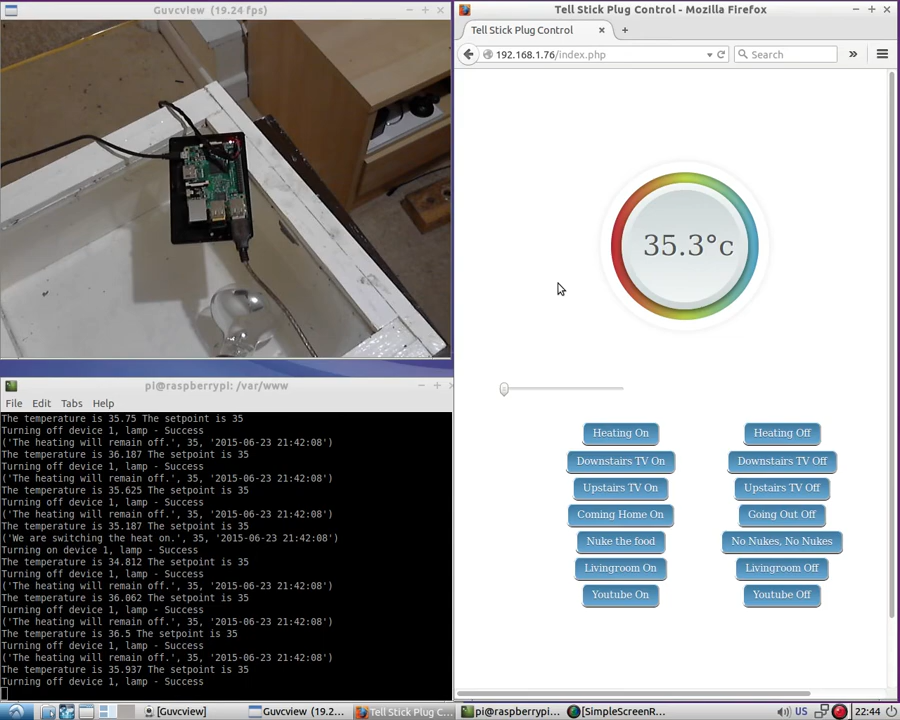 Guvcview (19.24 fps)
Tell Stick Plug Control - Mozilla Firefox
Tell Stick Plug Control
192.168.1.76/index.php
Search
35.3°c
Heating On
Heating Off
Downstairs TV On
Downstairs TV Off
Upstairs TV On
Upstairs TV Off
Coming Home On
Going Out Off
Nuke the food
No Nukes, No Nukes
Livingroom On
Livingroom Off
Youtube On
Youtube Off
pi@raspberrypi: /var/www
File Edit Tabs Help
The temperature is 35.75 The setpoint is 35
Turning off device 1, lamp - Success
('The heating will remain off.', 35, '2015-06-23 21:42:08')
The temperature is 36.187 The setpoint is 35
Turning off device 1, lamp - Success
('The heating will remain off.', 35, '2015-06-23 21:42:08')
The temperature is 35.625 The setpoint is 35
Turning off device 1, lamp - Success
('The heating will remain off.', 35, '2015-06-23 21:42:08')
The temperature is 35.187 The setpoint is 35
('We are switching the heat on.', 35, '2015-06-23 21:42:08')
Turning on device 1, lamp - Success
The temperature is 34.812 The setpoint is 35
Turning off device 1, lamp - Success
('The heating will remain off.', 35, '2015-06-23 21:42:08')
The temperature is 36.062 The setpoint is 35
Turning off device 1, lamp - Success
('The heating will remain off.', 35, '2015-06-23 21:42:08')
The temperature is 36.5 The setpoint is 35
Turning off device 1, lamp - Success
('The heating will remain off.', 35, '2015-06-23 21:42:08')
The temperature is 35.937 The setpoint is 35
Turning off device 1, lamp - Success
[Guvcview]
Guvcview (19.2...
Tell Stick Plug C...
pi@raspberrypi...
[SimpleScreenR...
US
22:44